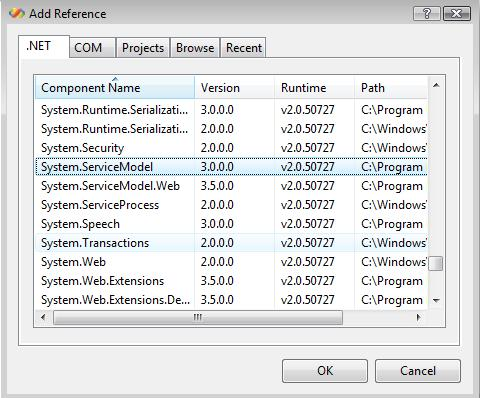 Add Reference
.NET COM Projects Browse Recent
Component Name Version Runtime Path
System.Runtime.Serializati... 3.0.0.0 v2.0.50727 C:\Program
System.Runtime.Serializati... 2.0.0.0 v2.0.50727 C:\Windows\
System.Security 2.0.0.0 v2.0.50727 C:\Windows\
System.ServiceModel 3.0.0.0 v2.0.50727 C:\Program
System.ServiceModel.Web 3.5.0.0 v2.0.50727 C:\Program
System.ServiceProcess 2.0.0.0 v2.0.50727 C:\Windows\
System.Speech 3.0.0.0 v2.0.50727 C:\Program
System.Transactions 2.0.0.0 v2.0.50727 C:\Windows\
System.Web 2.0.0.0 v2.0.50727 C:\Windows\
System.Web.Extensions 3.5.0.0 v2.0.50727 C:\Program
System.Web.Extensions.De... 3.5.0.0 v2.0.50727 C:\Program
OK Cancel